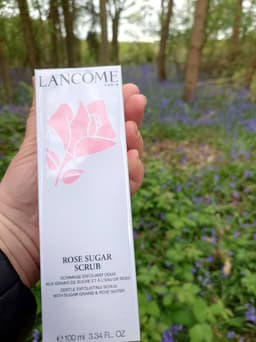 LANCÔME
PARIS
ROSE SUGAR
SCRUB
GOMMAGE EXFOLIANT DOUX
AUX GRAINS DE SUCRE ET À L'EAU DE ROSE
GENTLE EXFOLIATING SCRUB
WITH SUGAR GRAINS & ROSE WATER
e 100 ml 3.34 FL. OZ.